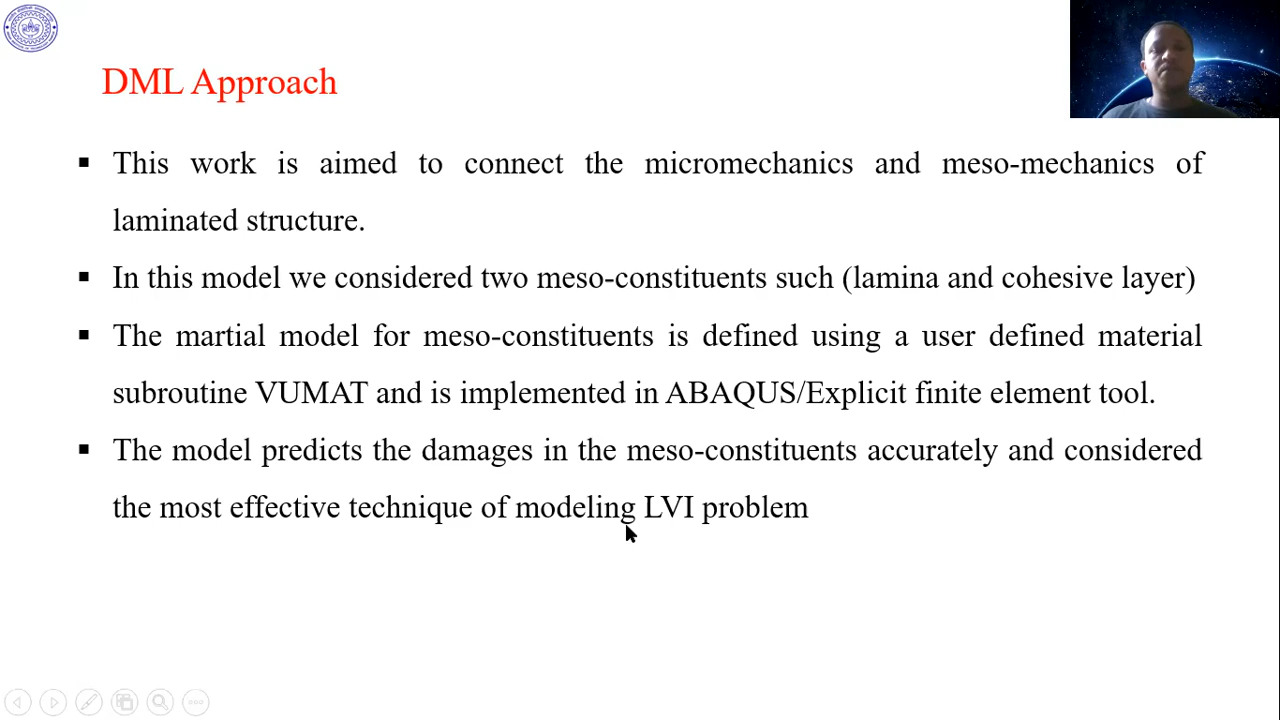 DML Approach
▪ This work is aimed to connect the micromechanics and meso-mechanics of
laminated structure.
▪ In this model we considered two meso-constituents such (lamina and cohesive layer)
▪ The martial model for meso-constituents is defined using a user defined material
subroutine VUMAT and is implemented in ABAQUS/Explicit finite element tool.
▪ The model predicts the damages in the meso-constituents accurately and considered
the most effective technique of modeling LVI problem